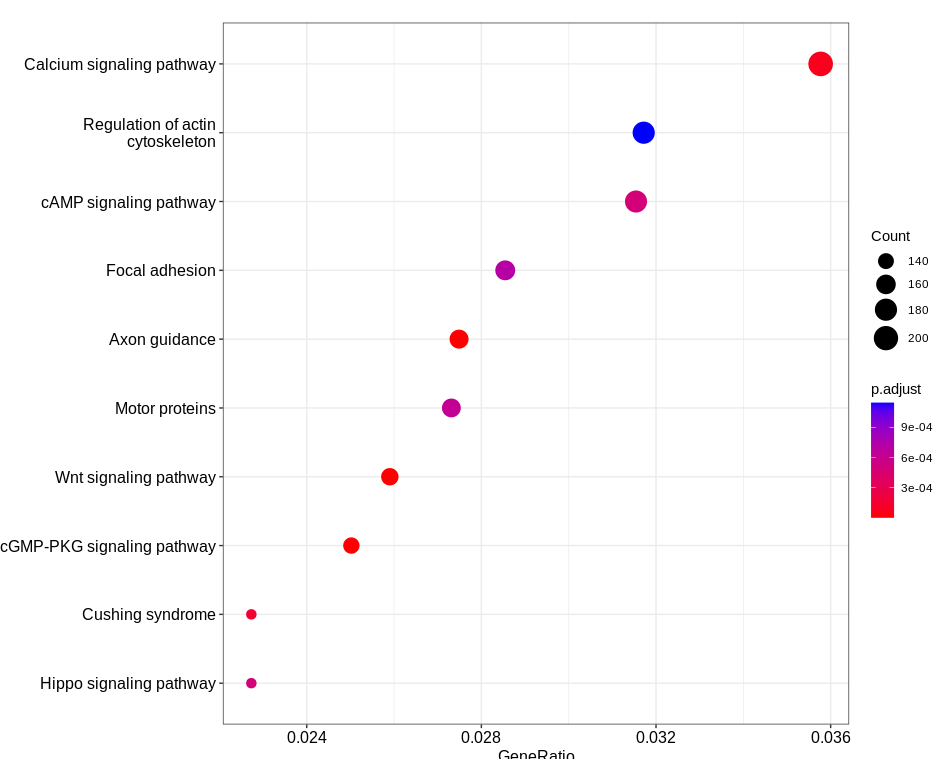 Calcium signaling pathway
Regulation of actin
cytoskeleton
cAMP signaling pathway
Focal adhesion
Axon guidance
Motor proteins
Wnt signaling pathway
cGMP-PKG signaling pathway
Cushing syndrome
Hippo signaling pathway
0.024 0.028 0.032 0.036
GeneRatio
Count
140
160
180
200
p.adjust
9e-04
6e-04
3e-04